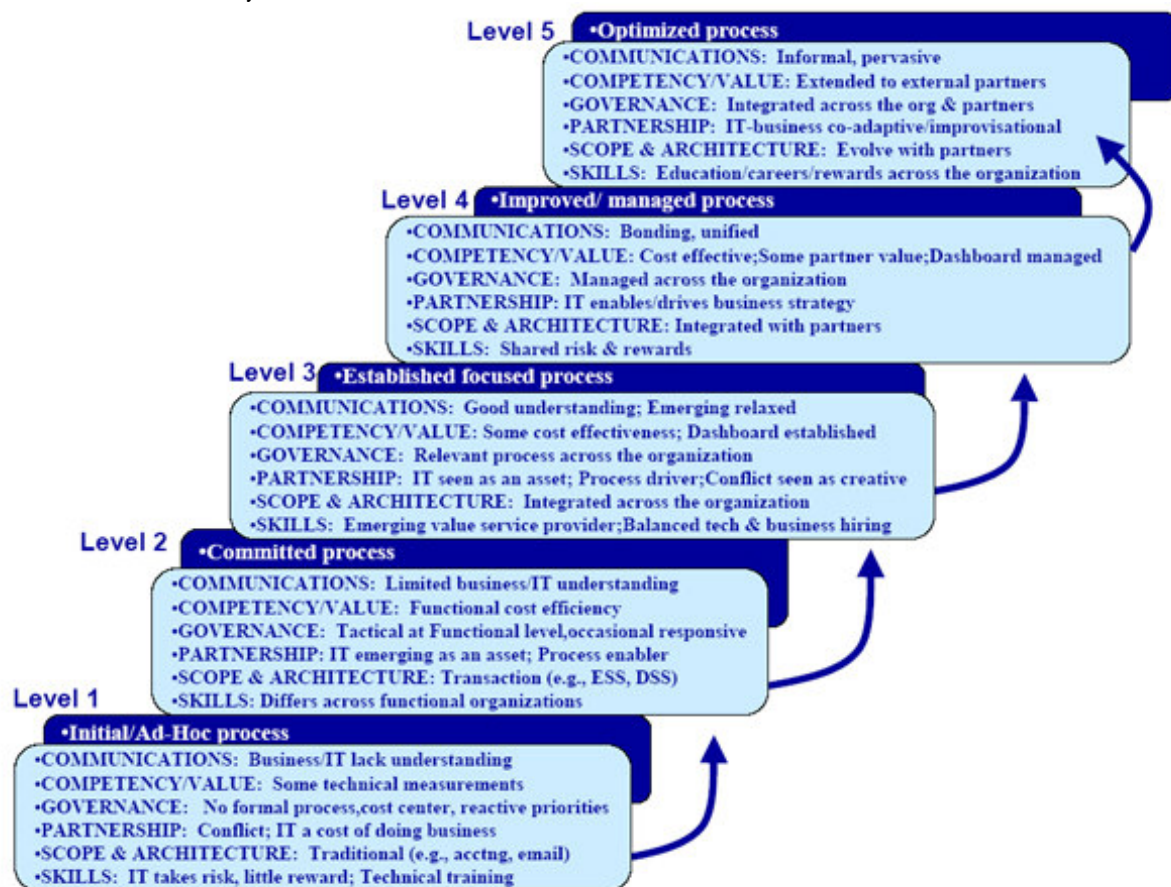 Level 5
•Optimized process
•COMMUNICATIONS: Informal, pervasive
•COMPETENCY/VALUE: Extended to external partners
•GOVERNANCE: Integrated across the org & partners
•PARTNERSHIP: IT-business co-adaptive/improvisational
•SCOPE & ARCHITECTURE: Evolve with partners
•SKILLS: Education/careers/rewards across the organization
Level 4
•Improved/ managed process
•COMMUNICATIONS: Bonding, unified
•COMPETENCY/VALUE: Cost effective;Some partner value;Dashboard managed
•GOVERNANCE: Managed across the organization
•PARTNERSHIP: IT enables/drives business strategy
•SCOPE & ARCHITECTURE: Integrated with partners
•SKILLS: Shared risk & rewards
Level 3
•Established focused process
•COMMUNICATIONS: Good understanding; Emerging relaxed
•COMPETENCY/VALUE: Some cost effectiveness; Dashboard established
•GOVERNANCE: Relevant process across the organization
•PARTNERSHIP: IT seen as an asset; Process driver;Conflict seen as creative
•SCOPE & ARCHITECTURE: Integrated across the organization
•SKILLS: Emerging value service provider;Balanced tech & business hiring
Level 2
•Committed process
•COMMUNICATIONS: Limited business/IT understanding
•COMPETENCY/VALUE: Functional cost efficiency
•GOVERNANCE: Tactical at Functional level,occasional responsive
•PARTNERSHIP: IT emerging as an asset; Process enabler
•SCOPE & ARCHITECTURE: Transaction (e.g., ESS, DSS)
•SKILLS: Differs across functional organizations
Level 1
•Initial/Ad-Hoc process
•COMMUNICATIONS: Business/IT lack understanding
•COMPETENCY/VALUE: Some technical measurements
•GOVERNANCE: No formal process,cost center, reactive priorities
•PARTNERSHIP: Conflict; IT a cost of doing business
•SCOPE & ARCHITECTURE: Traditional (e.g., acctng, email)
•SKILLS: IT takes risk, little reward; Technical training